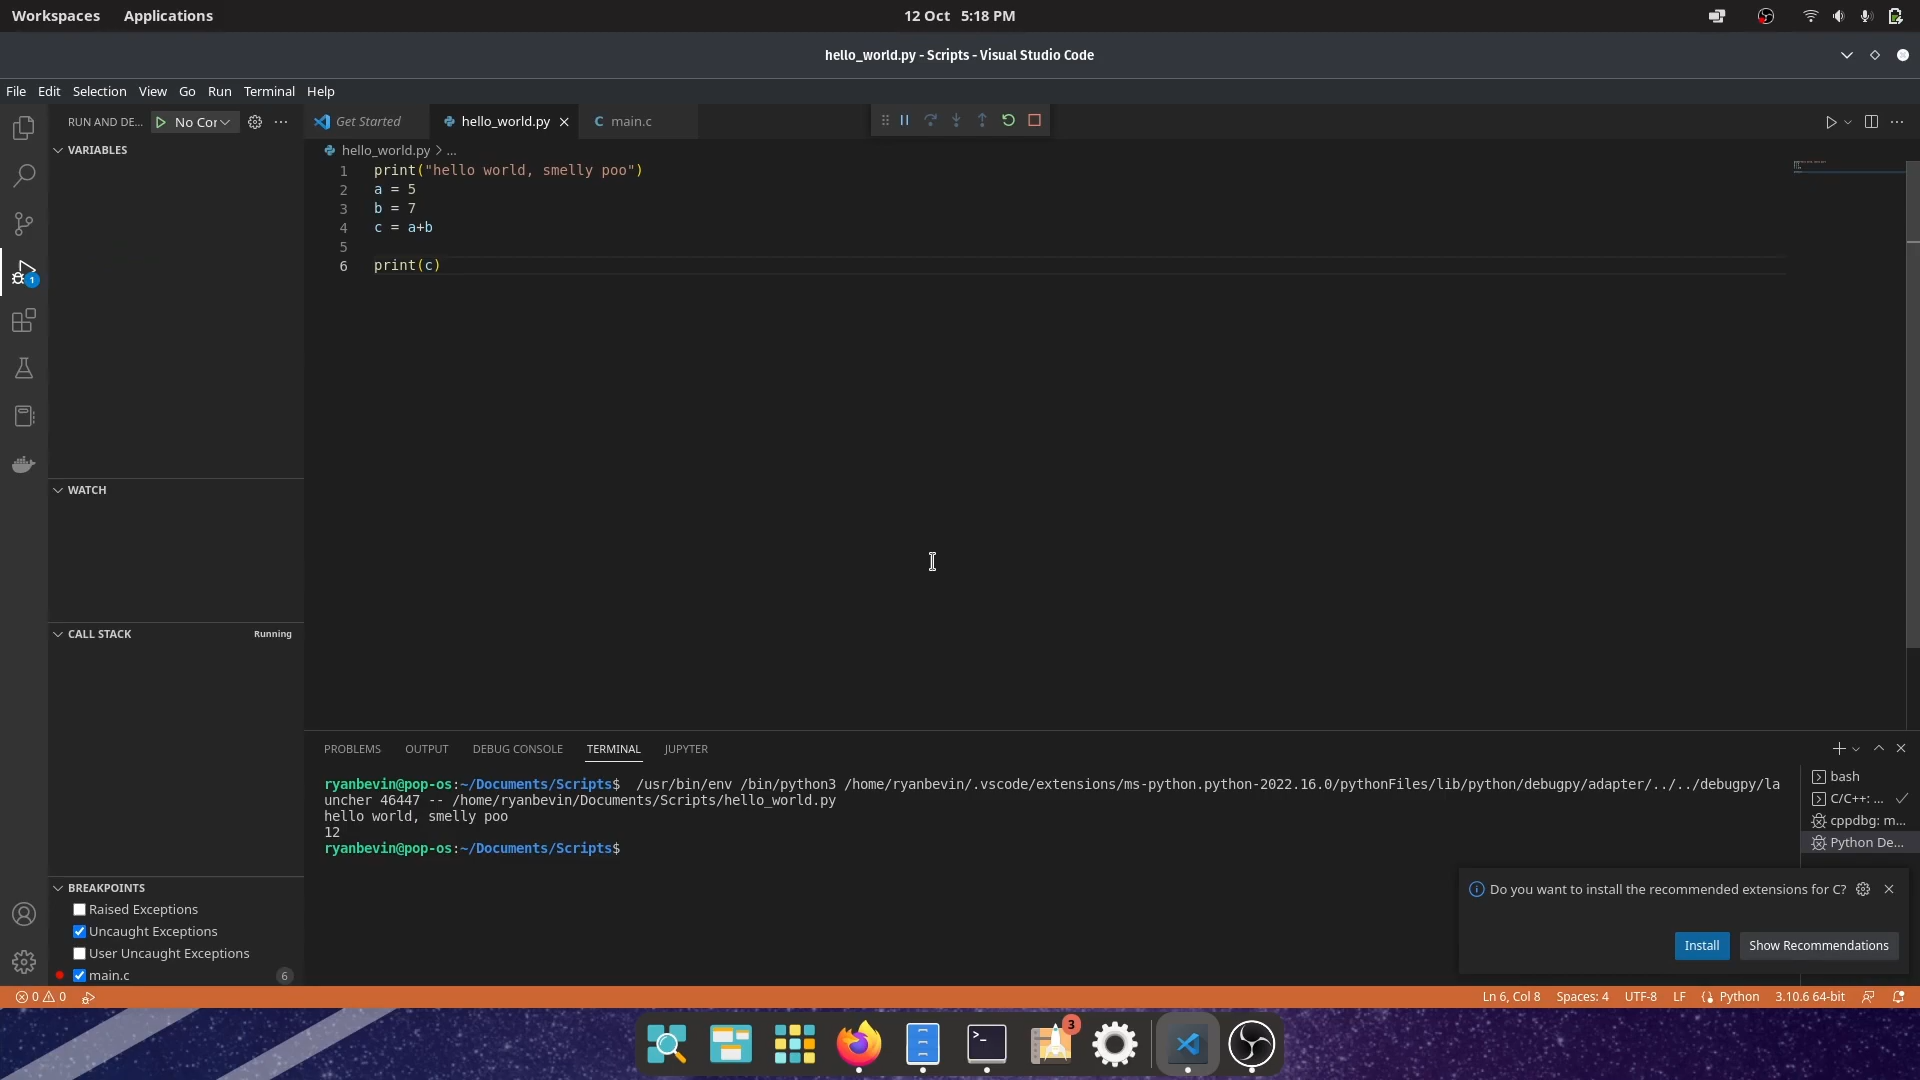 Workspaces Applications 12 Oct 5:18 PM
hello_world.py - Scripts - Visual Studio Code
File Edit Selection View Go Run Terminal Help
RUN AND DE... No Cor
Get Started hello_world.py main.c
C
VARIABLES
hello_world.py > ...
1 print("hello world, smelly poo")
2 a = 5
3 b = 7
4 c = a+b
5
6 print(c)
1
WATCH
CALL STACK Running
PROBLEMS OUTPUT DEBUG CONSOLE TERMINAL JUPYTER
ryanbevin@pop-os:~/Documents/Scripts$ /usr/bin/env /bin/python3 /home/ryanbevin/.vscode/extensions/ms-python.python-2022.16.0/pythonFiles/lib/python/debugpy/adapter/../../debugpy/la
uncher 46447 -- /home/ryanbevin/Documents/Scripts/hello_world.py
hello world, smelly poo
12
ryanbevin@pop-os:~/Documents/Scripts$
bash
C/C++: ...
cppdbg: m...
Python De...
BREAKPOINTS
Raised Exceptions
Uncaught Exceptions
User Uncaught Exceptions
main.c 6
Do you want to install the recommended extensions for C?
Install Show Recommendations
0 0 Ln 6, Col 8 Spaces: 4 UTF-8 LF Python 3.10.6 64-bit
3